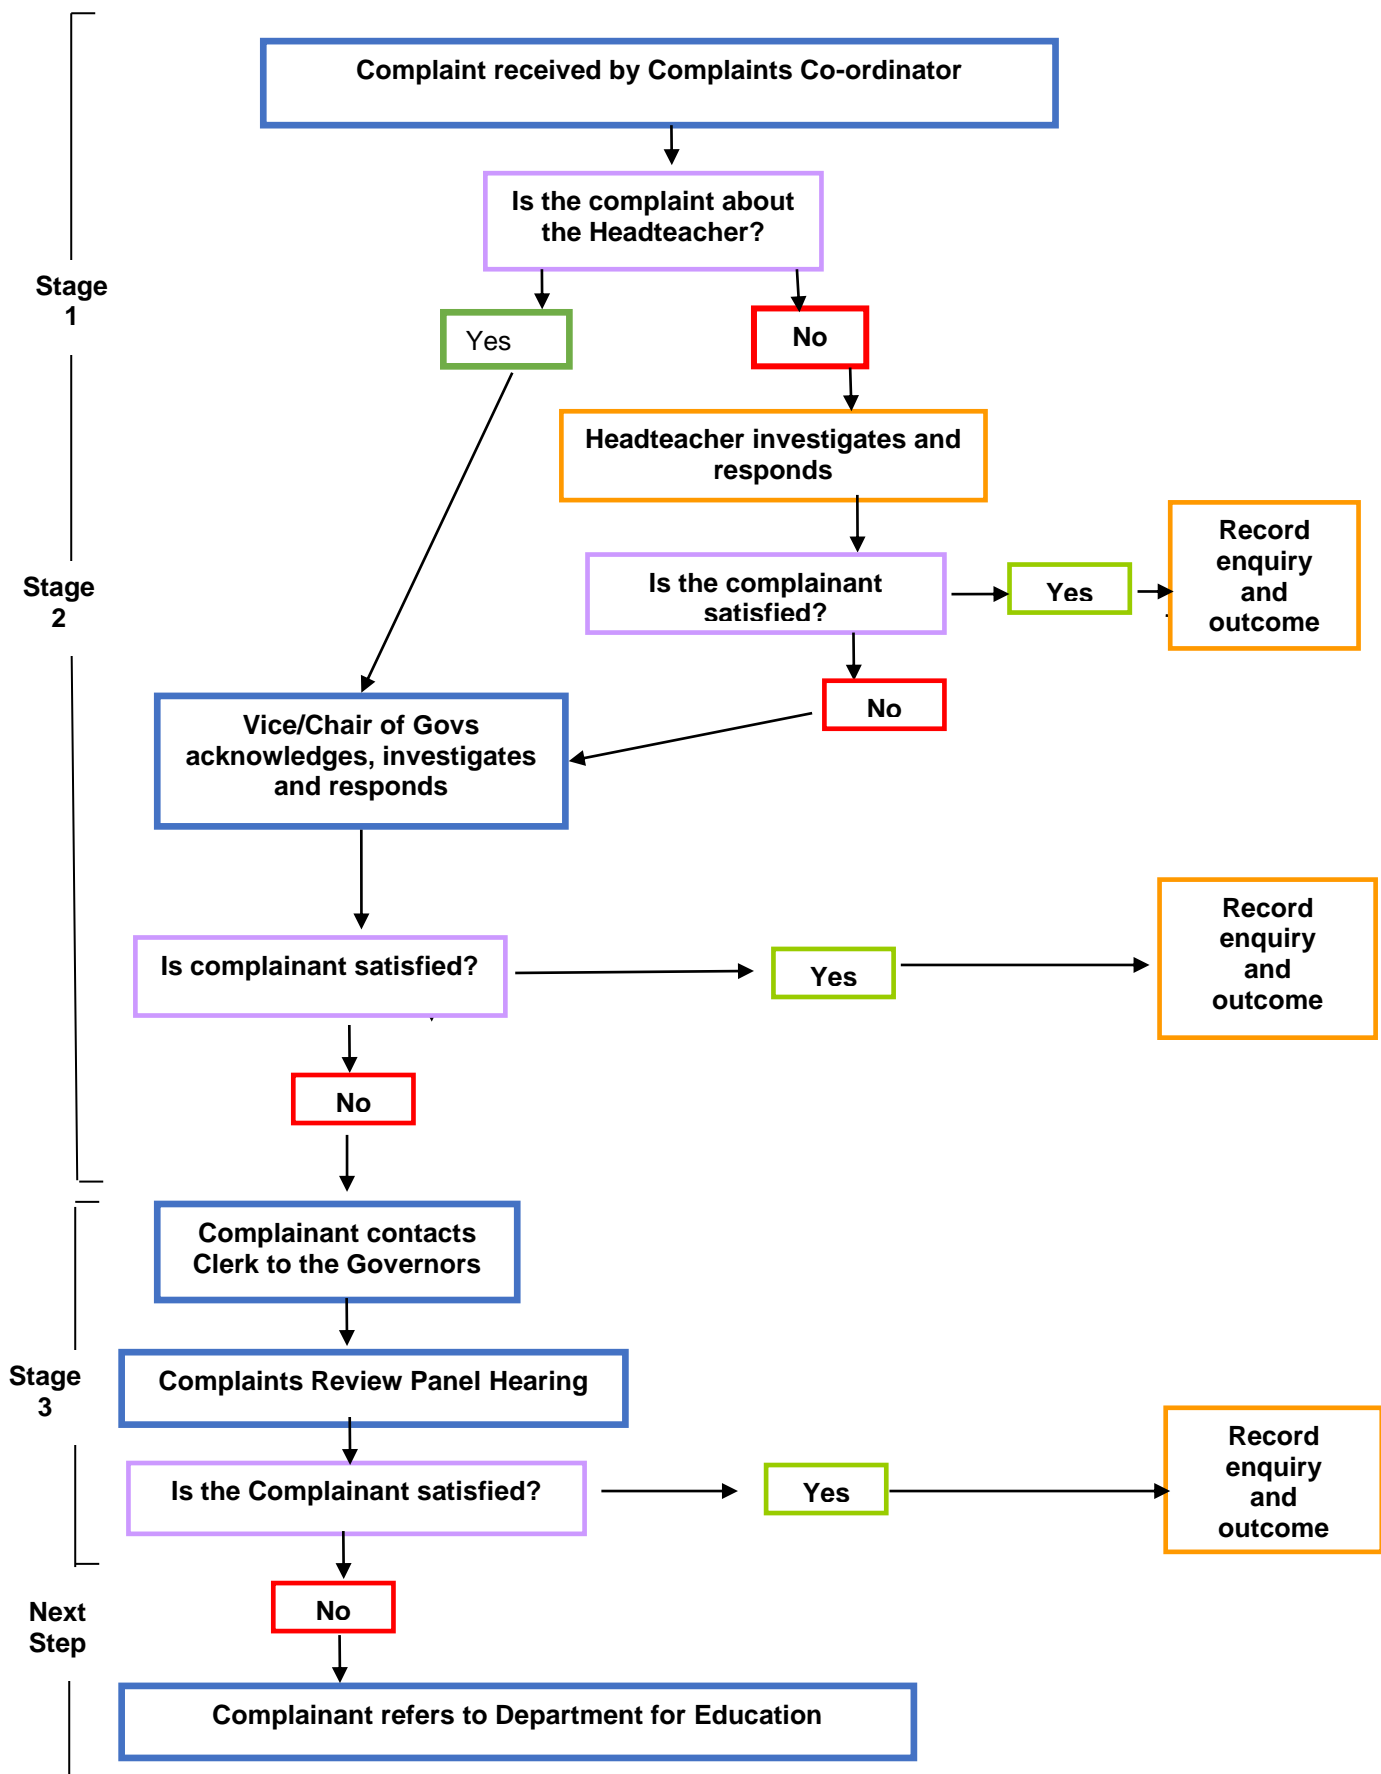 Complaint received by Complaints Co-ordinator
Is the complaint about
the Headteacher?
Stage
1
Yes
No
Headteacher investigates and
responds
Record
enquiry
and
outcome
Stage
2
Is the complainant
satisfied?
Yes
No
Vice/Chair of Govs
acknowledges, investigates
and responds
Record
enquiry
and
outcome
Is complainant satisfied?
Yes
No
Complainant contacts
Clerk to the Governors
Stage
3
Complaints Review Panel Hearing
Record
enquiry
and
outcome
Is the Complainant satisfied?
Yes
Next
Step
No
Complainant refers to Department for Education